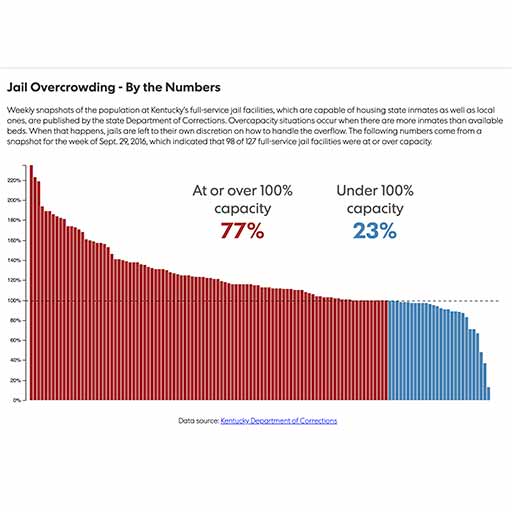 Jail Overcrowding - By the Numbers
Weekly snapshots of the population at Kentucky's full-service jail facilities, which are capable of housing state inmates as well as local
ones, are published by the state Department of Corrections. Overcapacity situations occur when there are more inmates than available
beds. When that happens, jails are left to their own discretion on how to handle the overflow. The following numbers come from a
snapshot for the week of Sept. 29, 2016, which indicated that 98 of 127 full-service jail facilities were at or over capacity.
At or over 100%
capacity
77%
Under 100%
capacity
23%
220%
200%
180%
160%
140%
120%
100%
80%
60%
40%
20%
0%
Data source: Kentucky Department of Corrections